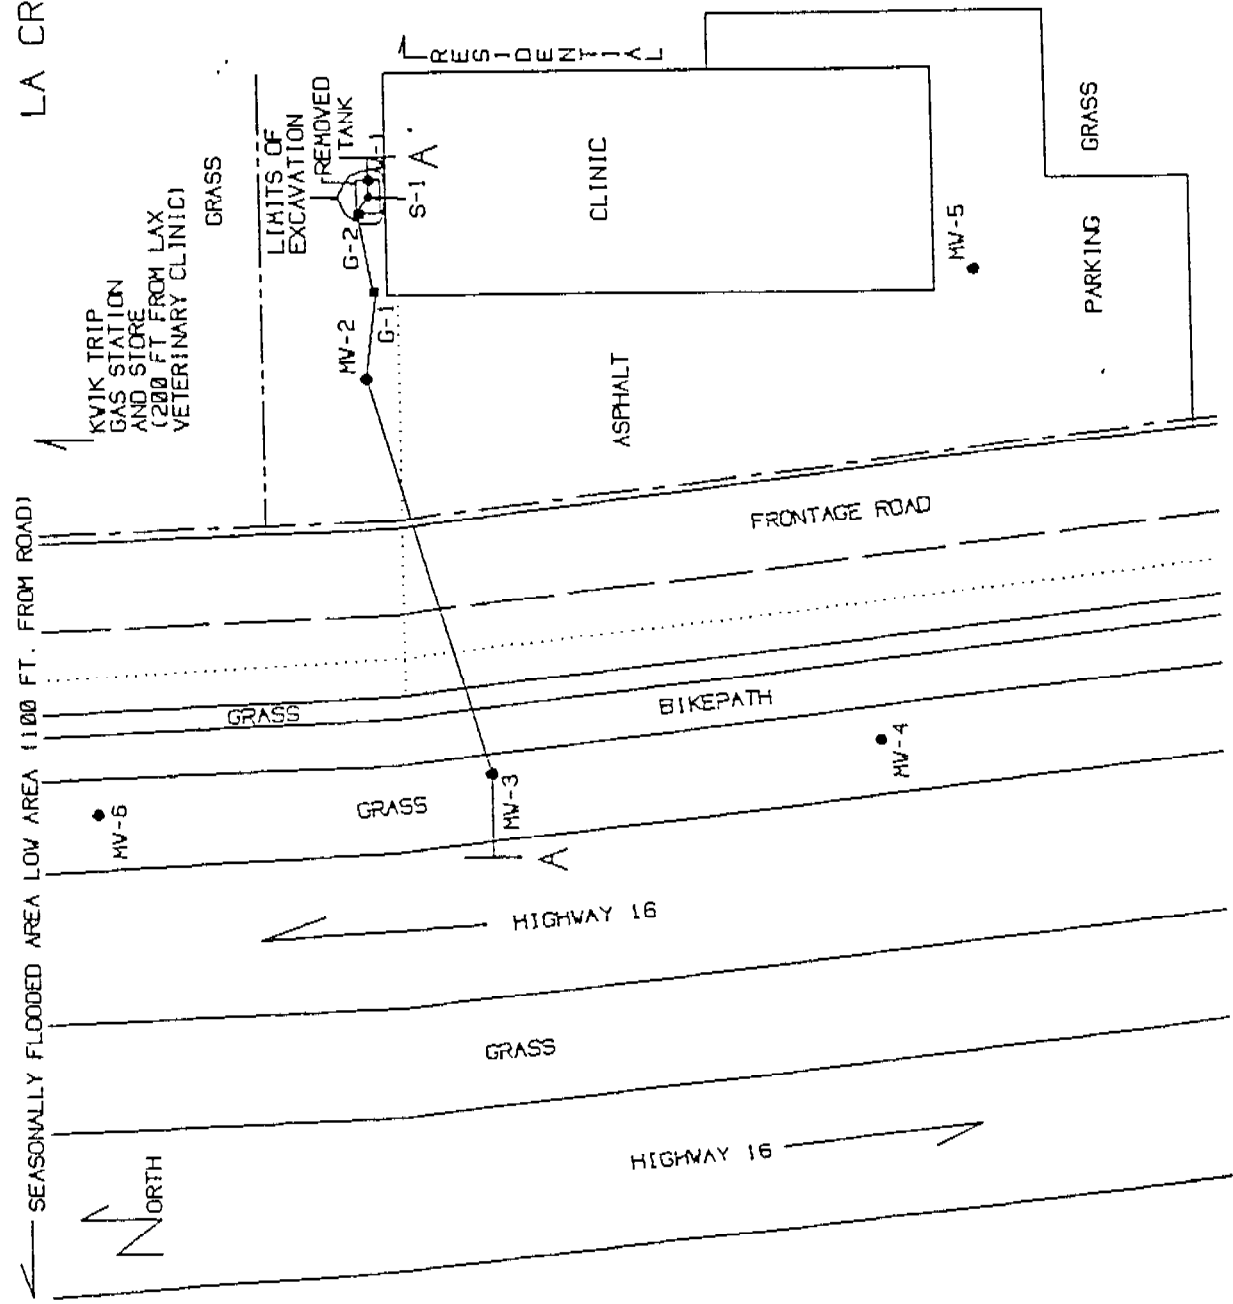 LA CR
RESIDENTIAL
KWIK TRIP
GAS STATION
AND STORE
(200 FT FROM LAX
VETERINARY CLINIC)
GRASS
LIMITS OF
EXCAVATION
REMOVED
TANK
A'
S-1
G-2
G-1
MW-2
CLINIC
GRASS
MW-5
PARKING
ASPHALT
FRONTAGE ROAD
SEASONALLY FLOODED AREA LOW AREA (100 FT. FROM ROAD)
GRASS
BIKEPATH
MW-6
GRASS
MW-3
MW-4
A
HIGHWAY 16
GRASS
HIGHWAY 16
NORTH